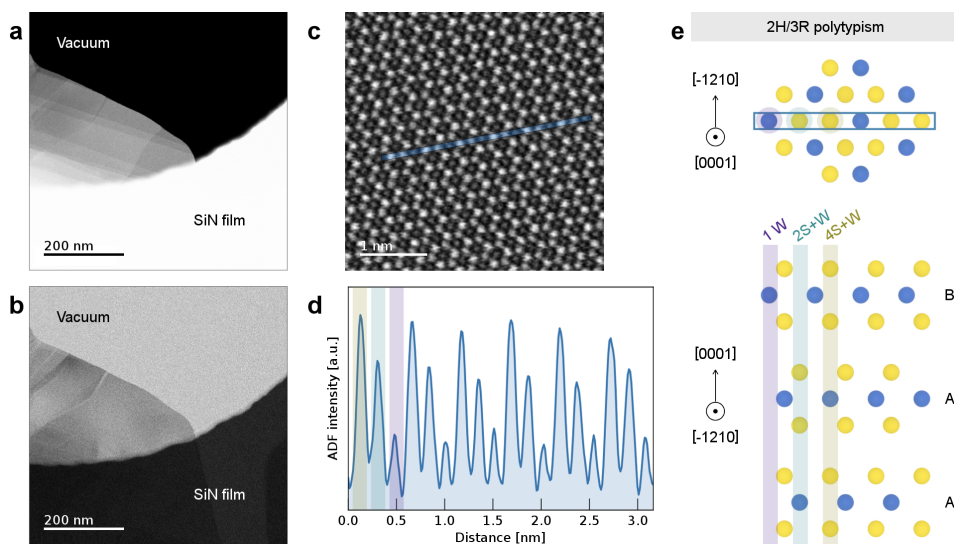 a
Vacuum
SiN film
200 nm
b
Vacuum
SiN film
200 nm
c
1 nm
d
ADF intensity [a.u.]
0.0 0.5 1.0 1.5 2.0 2.5 3.0
Distance [nm]
e
2H/3R polytypism
[-1210]
[0001]
1 W 2S+W 4S+W
B
[0001]
A
[-1210]
A